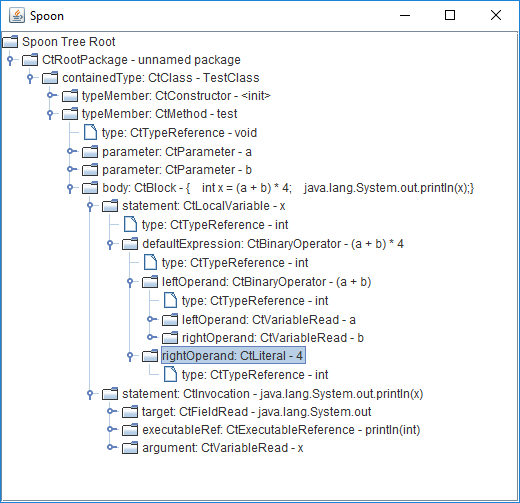 Spoon
Spoon Tree Root
CtRootPackage - unnamed package
containedType: CtClass - TestClass
typeMember: CtConstructor - <init>
typeMember: CtMethod - test
type: CtTypeReference - void
parameter: CtParameter - a
parameter: CtParameter - b
body: CtBlock - {    int x = (a + b) * 4;    java.lang.System.out.println(x);}
statement: CtLocalVariable - x
type: CtTypeReference - int
defaultExpression: CtBinaryOperator - (a + b) * 4
type: CtTypeReference - int
leftOperand: CtBinaryOperator - (a + b)
type: CtTypeReference - int
leftOperand: CtVariableRead - a
rightOperand: CtVariableRead - b
rightOperand: CtLiteral - 4
type: CtTypeReference - int
statement: CtInvocation - java.lang.System.out.println(x)
target: CtFieldRead - java.lang.System.out
executableRef: CtExecutableReference - println(int)
argument: CtVariableRead - x